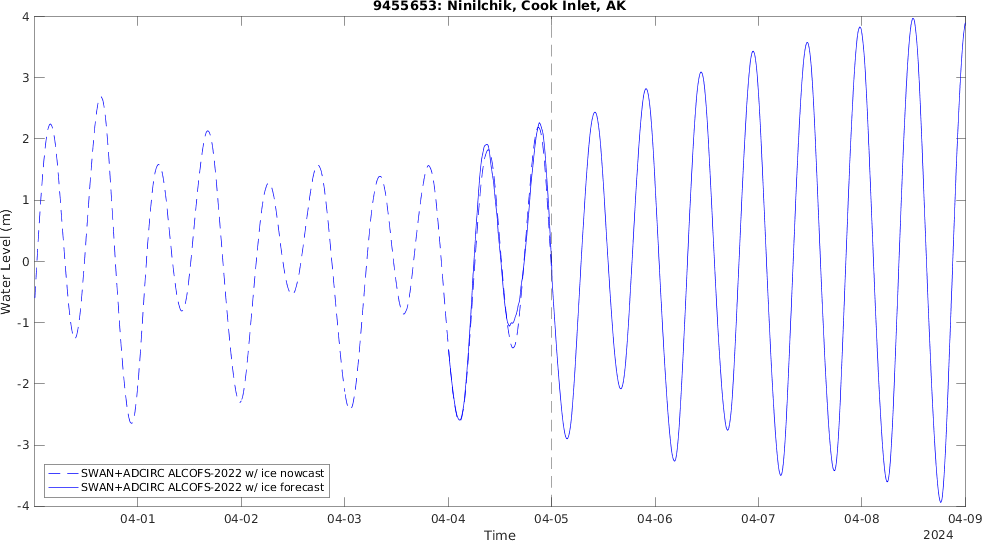 9455653: Ninilchik, Cook Inlet, AK
4
3
2
1
0
-1
-2
-3
-4
Water Level (m)
SWAN+ADCIRC ALCOFS-2022 w/ ice nowcast
SWAN+ADCIRC ALCOFS-2022 w/ ice forecast
04-01 04-02 04-03 04-04 04-05 04-06 04-07 04-08 04-09
Time
2024